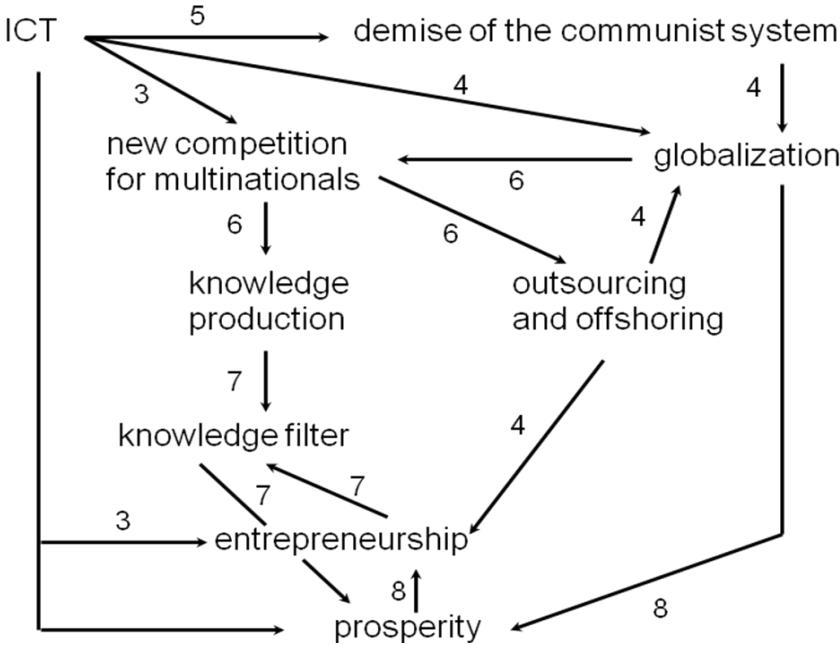 ICT
5
demise of the communist system
3
4
4
new competition
for multinationals
globalization
6
6
6
4
knowledge
production
outsourcing
and offshoring
7
4
knowledge filter
7
7
3
entrepreneurship
8
8
prosperity